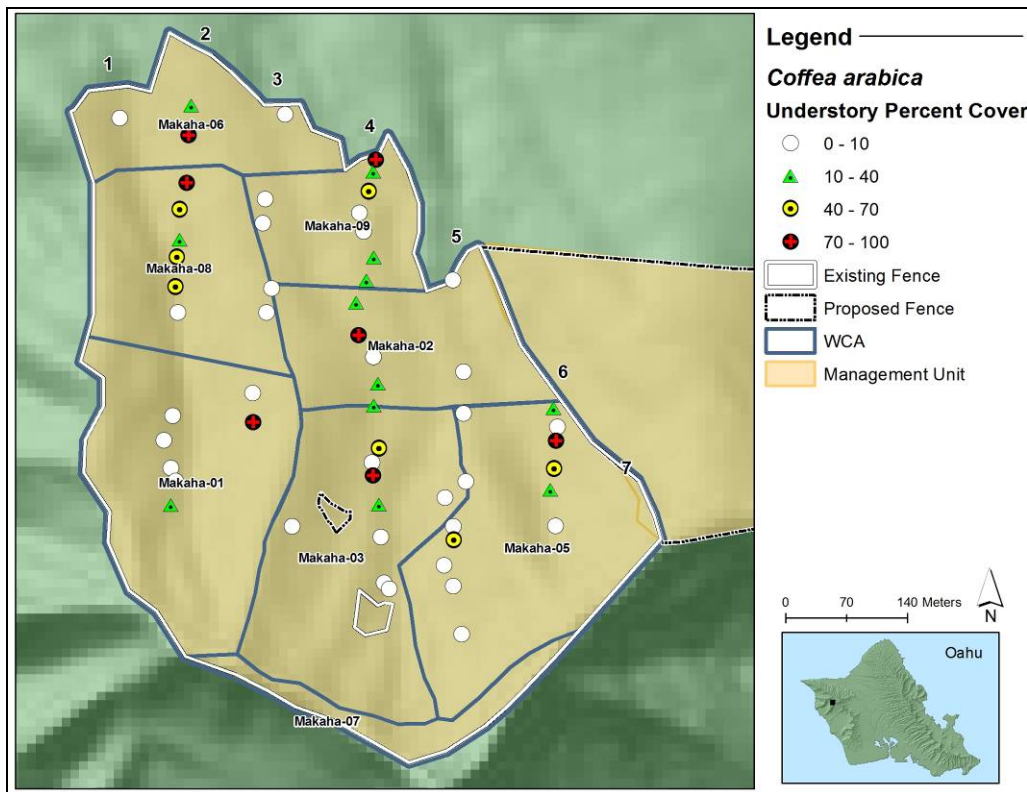 1
2
3
4
5
6
7
Makaha-06
Makaha-08
Makaha-09
Makaha-02
Makaha-01
Makaha-03
Makaha-05
Makaha-07
Legend
Coffea arabica
Understory Percent Cover
0 - 10
10 - 40
40 - 70
70 - 100
Existing Fence
Proposed Fence
WCA
Management Unit
0 70 140 Meters
N
Oahu